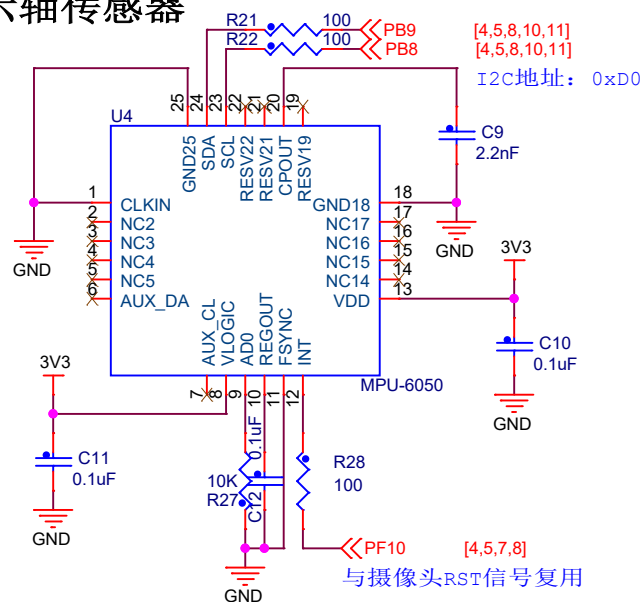 六轴传感器
R21 100 PB9 [4,5,8,10,11]
R22 100 PB8 [4,5,8,10,11]
I2C地址：0xD0
25 24 23 22 21 20 19
U4
C9
2.2nF
GND25 SDA SCL RESV22 RESV21 CPOUT RESV19
1 CLKIN GND18 18
2 NC2 NC17 17
3 NC3 NC16 16
4 NC4 NC15 15
5 NC5 NC14 14
6 AUX_DA VDD 13
GND
GND
3V3
AUX_CL VLOGIC AD0 REGOUT FSYNC INT
7 8 9 10 11 12
MPU-6050
C10
0.1uF
GND
3V3
C11
0.1uF
GND
10K
R27
0.1uF
C12
R28
100
GND
PF10 [4,5,7,8]
与摄像头RST信号复用